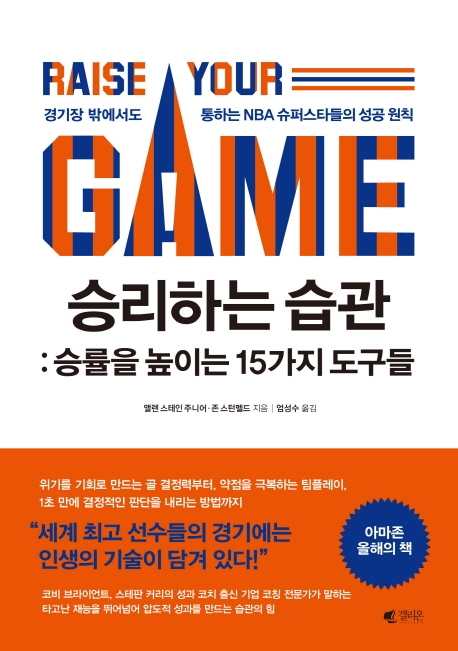 RAISE YOUR
경기장 밖에서도 통하는 NBA 슈퍼스타들의 성공 원칙
GAME
승리하는 습관
: 승률을 높이는 15가지 도구들
앨런 스테인 주니어·존 스턴펠드 지음 | 엄성수 옮김
위기를 기회로 만드는 골 결정력부터, 약점을 극복하는 팀플레이,
1초 만에 결정적인 판단을 내리는 방법까지
“세계 최고 선수들의 경기에는
인생의 기술이 담겨 있다!”
아마존
올해의 책
코비 브라이언트, 스테판 커리의 성과 코치 출신 기업 코칭 전문가가 말하는
타고난 재능을 뛰어넘어 압도적 성과를 만드는 습관의 힘
갤리온